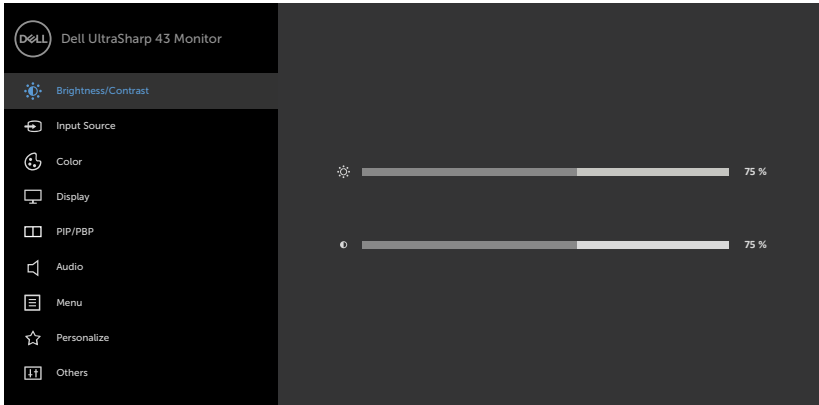 DELL
Dell UltraSharp 43 Monitor
Brightness/Contrast
Input Source
Color
Display
PIP/PBP
Audio
Menu
Personalize
Others
75 %
75 %